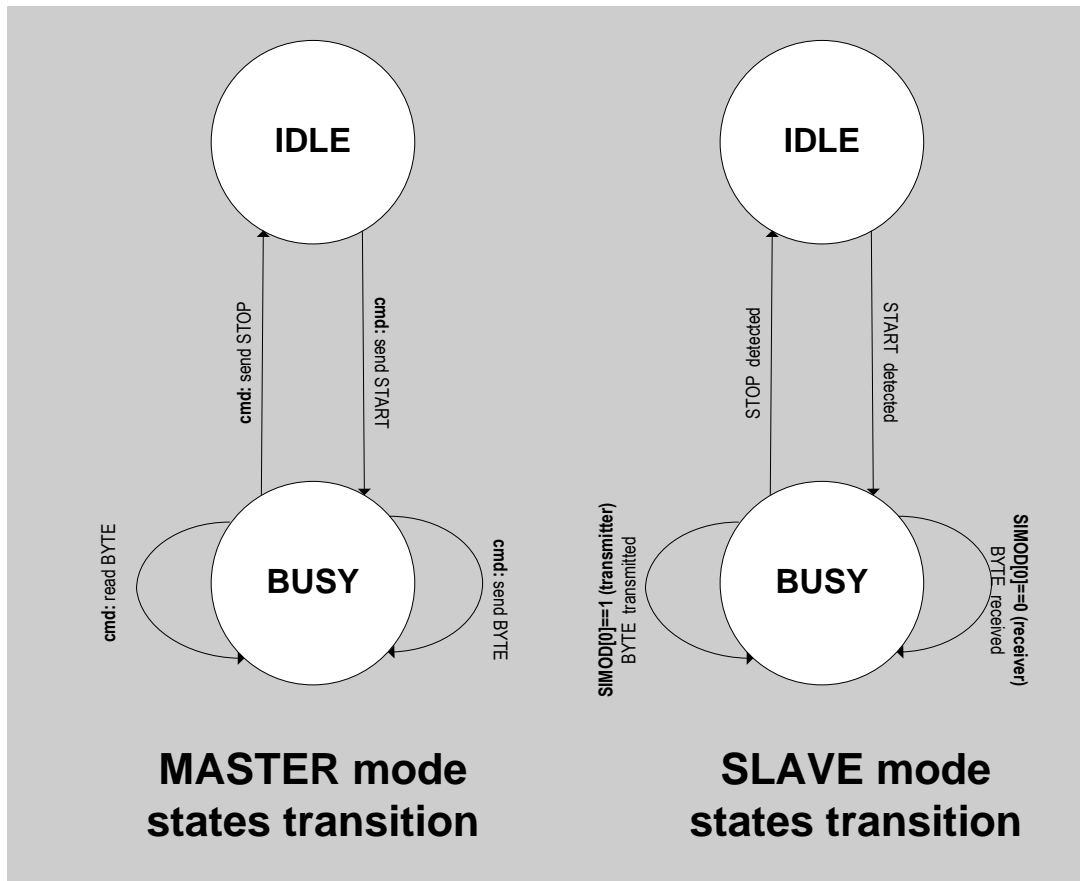 IDLE
cmd: send STOP
cmd: send START
BUSY
cmd: read BYTE
cmd: send BYTE
MASTER mode
states transition
IDLE
STOP detected
START detected
BUSY
SIMOD[0]==1 (transmitter)
BYTE transmitted
SIMOD[0]==0 (receiver)
BYTE received
SLAVE mode
states transition